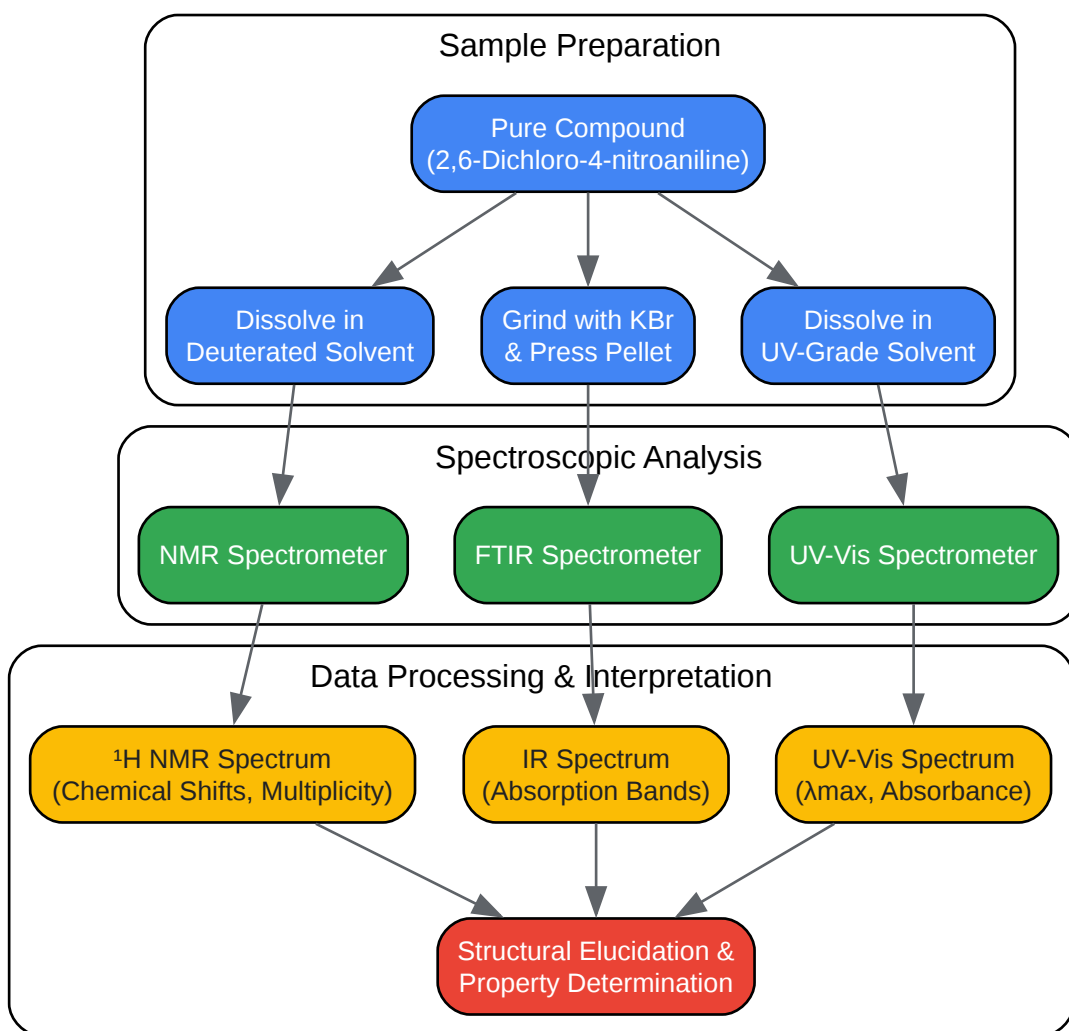 Sample Preparation
Pure Compound
(2,6-Dichloro-4-nitroaniline)
Dissolve in
Deuterated Solvent
Grind with KBr
& Press Pellet
Dissolve in
UV-Grade Solvent
Spectroscopic Analysis
NMR Spectrometer
FTIR Spectrometer
UV-Vis Spectrometer
Data Processing & Interpretation
¹H NMR Spectrum
(Chemical Shifts, Multiplicity)
IR Spectrum
(Absorption Bands)
UV-Vis Spectrum
(λmax, Absorbance)
Structural Elucidation &
Property Determination